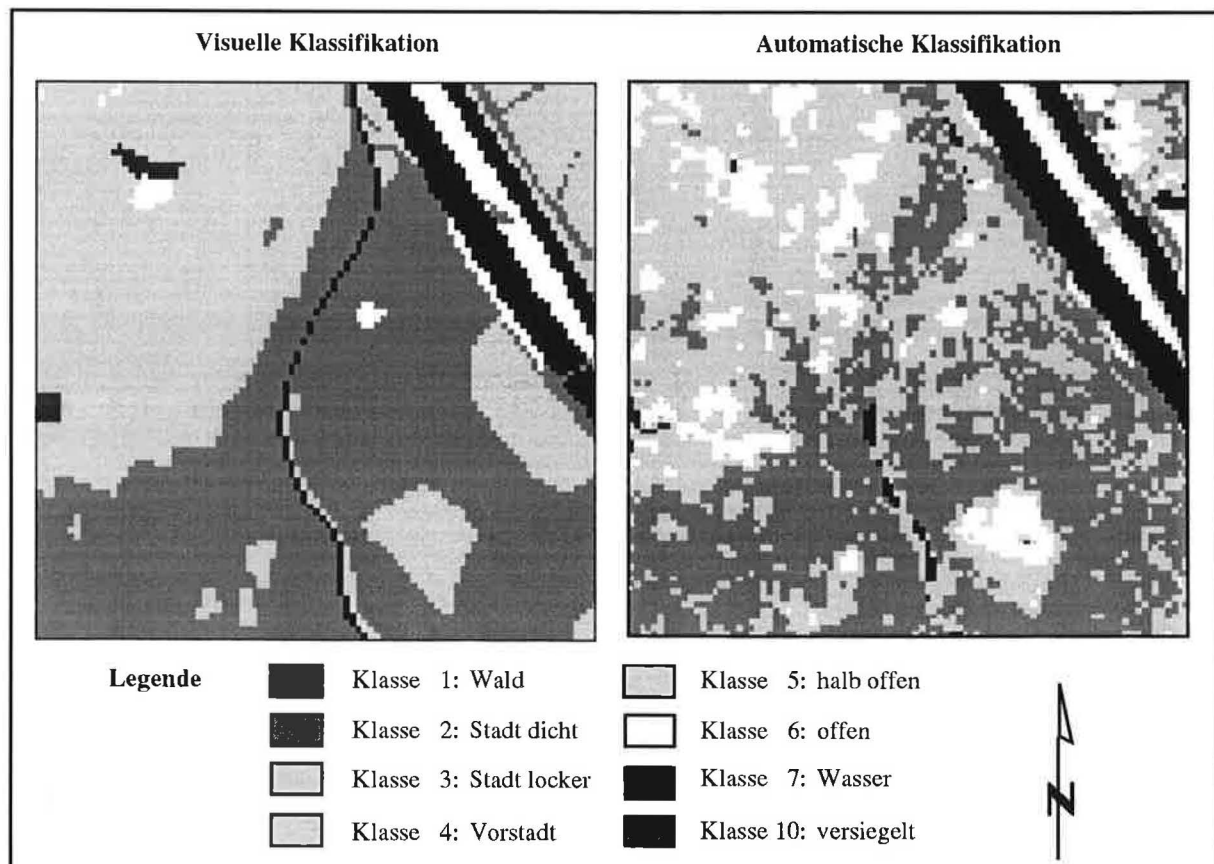 Visuelle Klassifikation
Automatische Klassifikation
Legende
Klasse 1: Wald
Klasse 2: Stadt dicht
Klasse 3: Stadt locker
Klasse 4: Vorstadt
Klasse 5: halb offen
Klasse 6: offen
Klasse 7: Wasser
Klasse 10: versiegelt
N